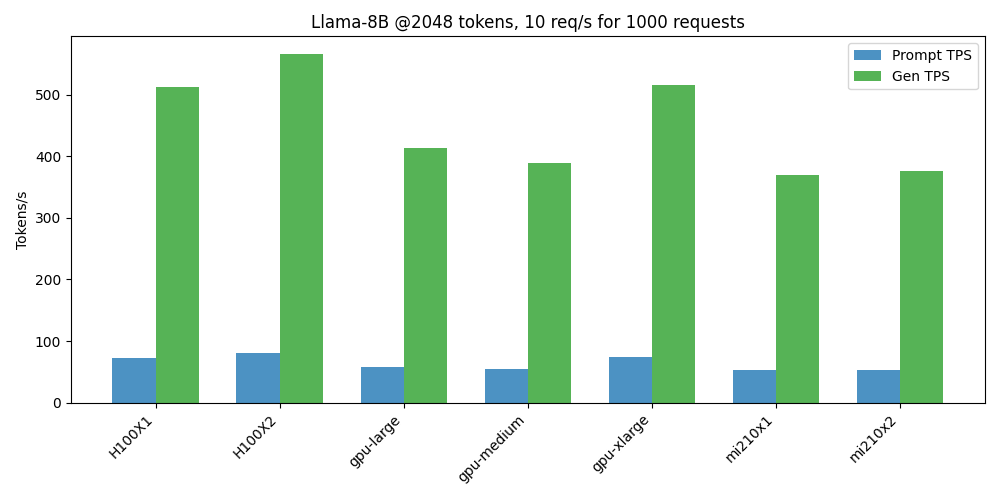 Llama-8B @2048 tokens, 10 req/s for 1000 requests
Prompt TPS
Gen TPS
Tokens/s
500
400
300
200
100
0
H100X1
H100X2
gpu-large
gpu-medium
gpu-xlarge
mi210x1
mi210x2